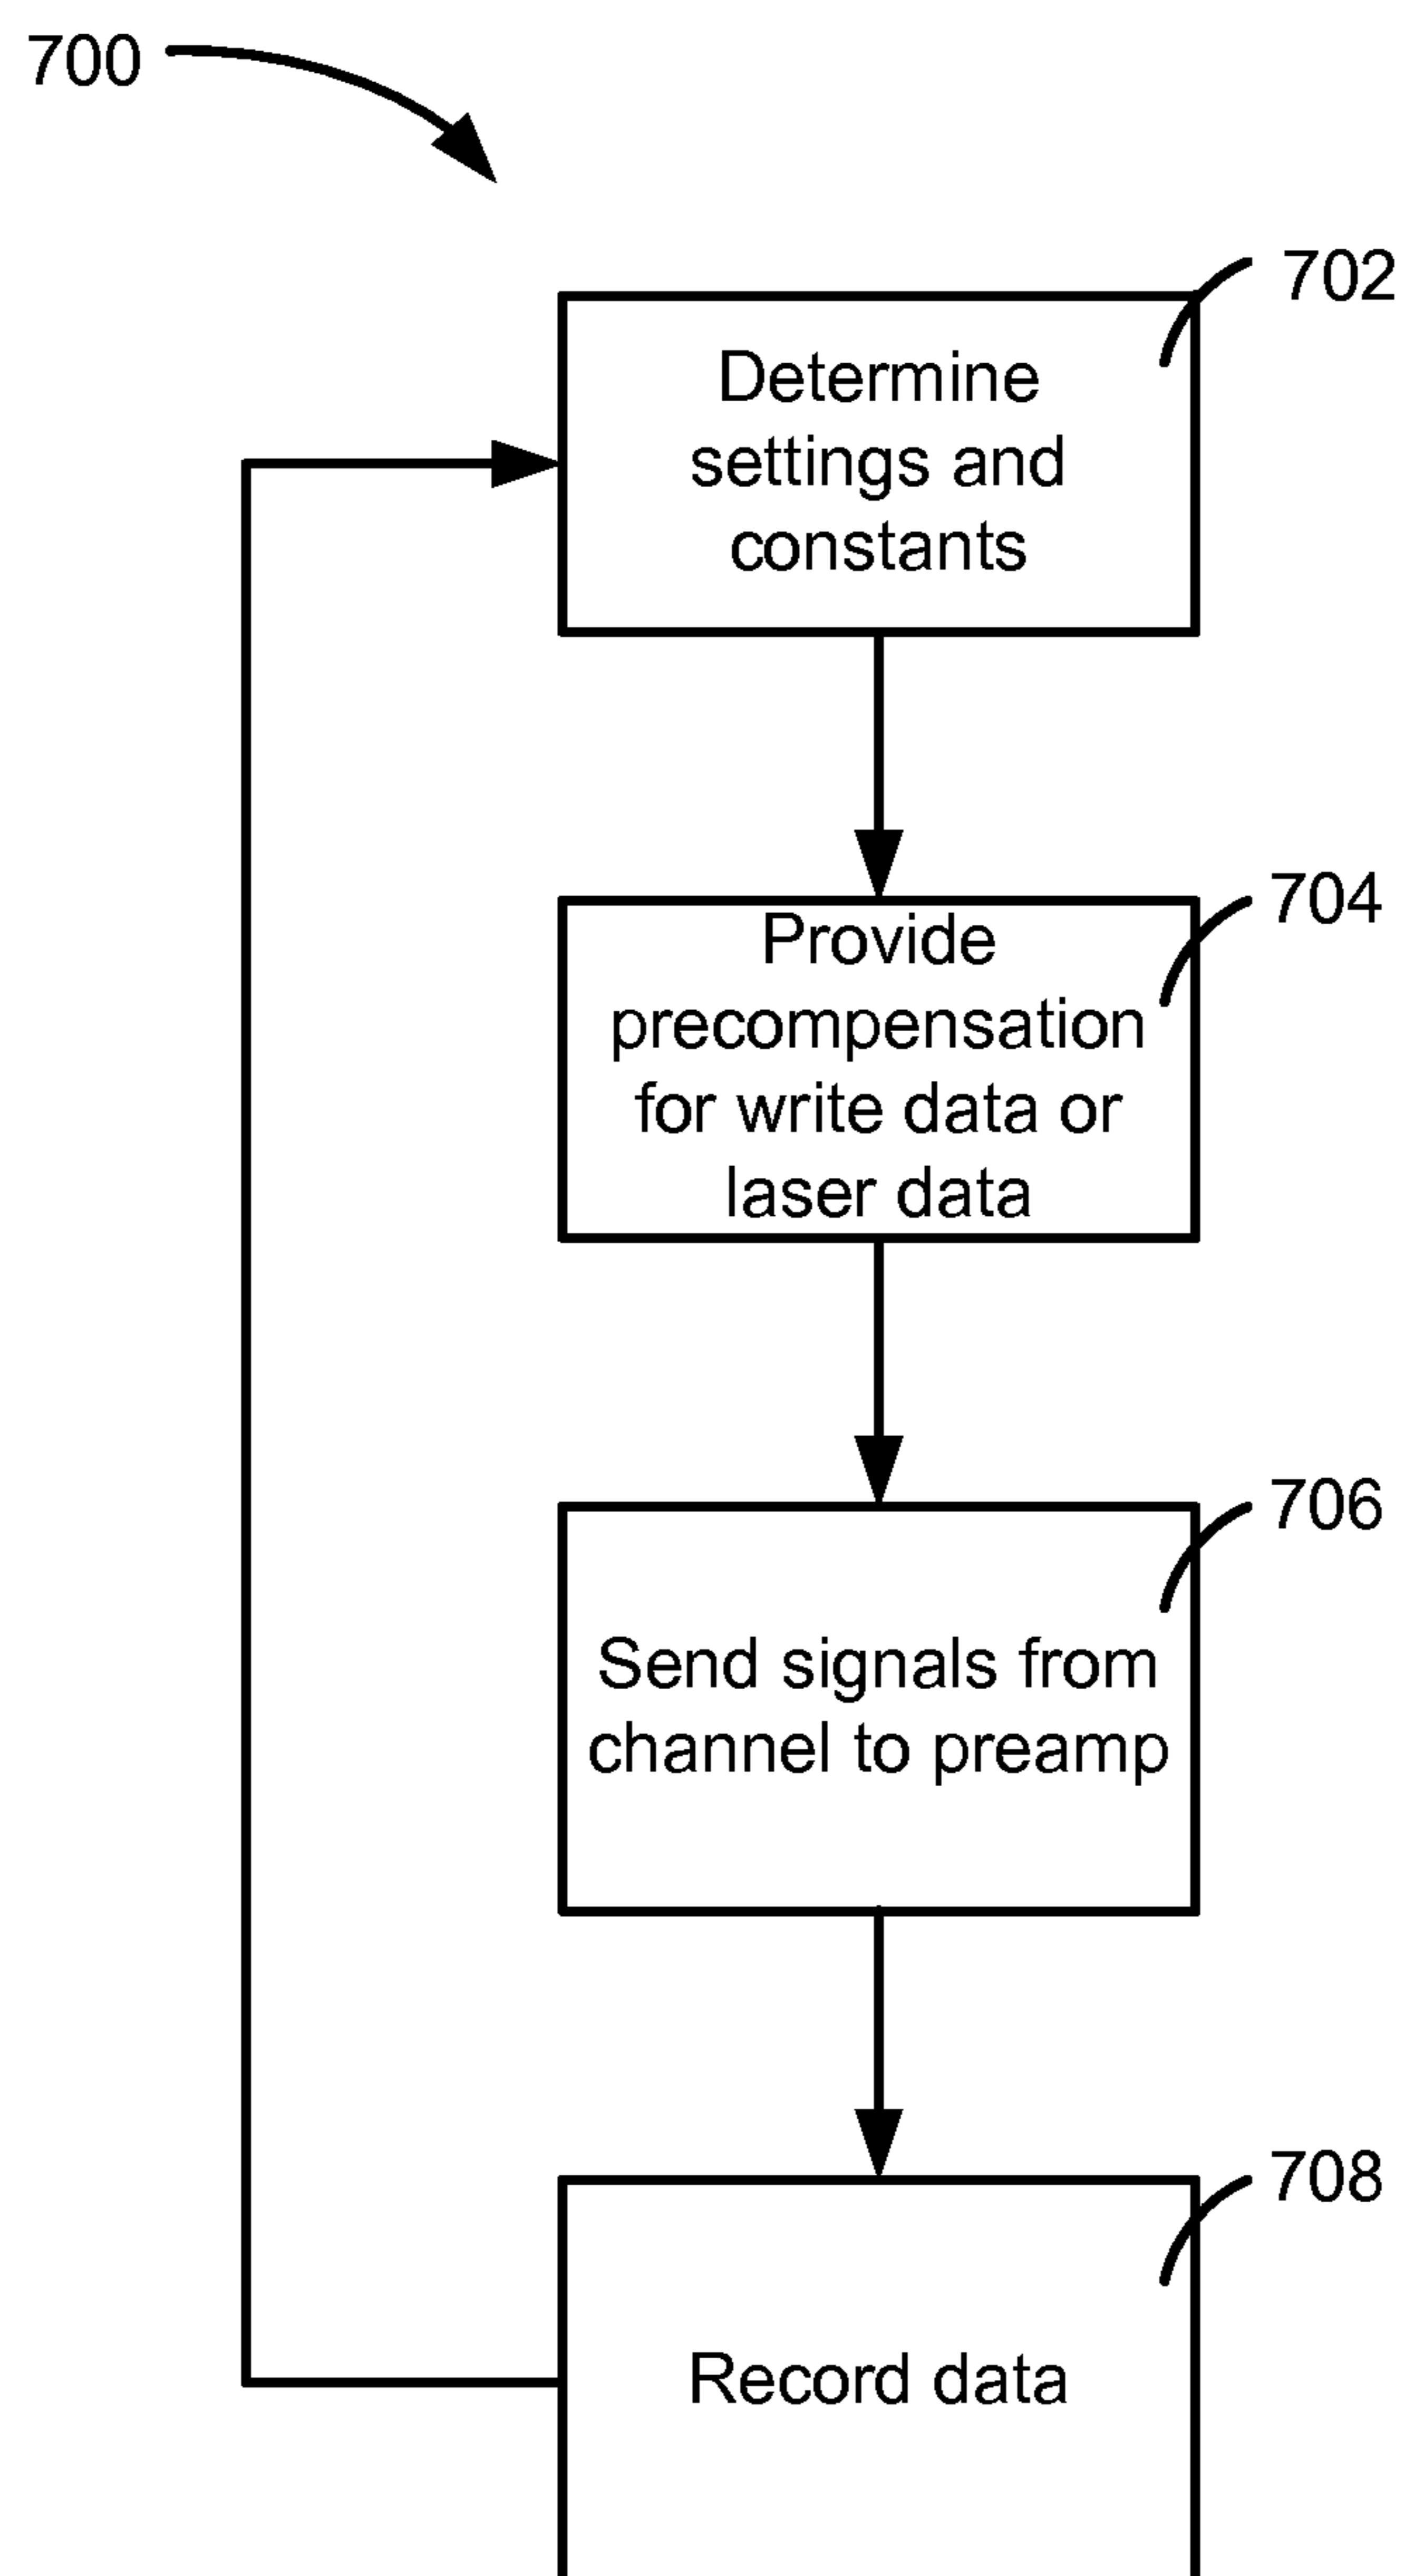 700
702
Determine
settings and
constants
704
Provide
precompensation
for write data or
laser data
706
Send signals from
channel to preamp
708
Record data